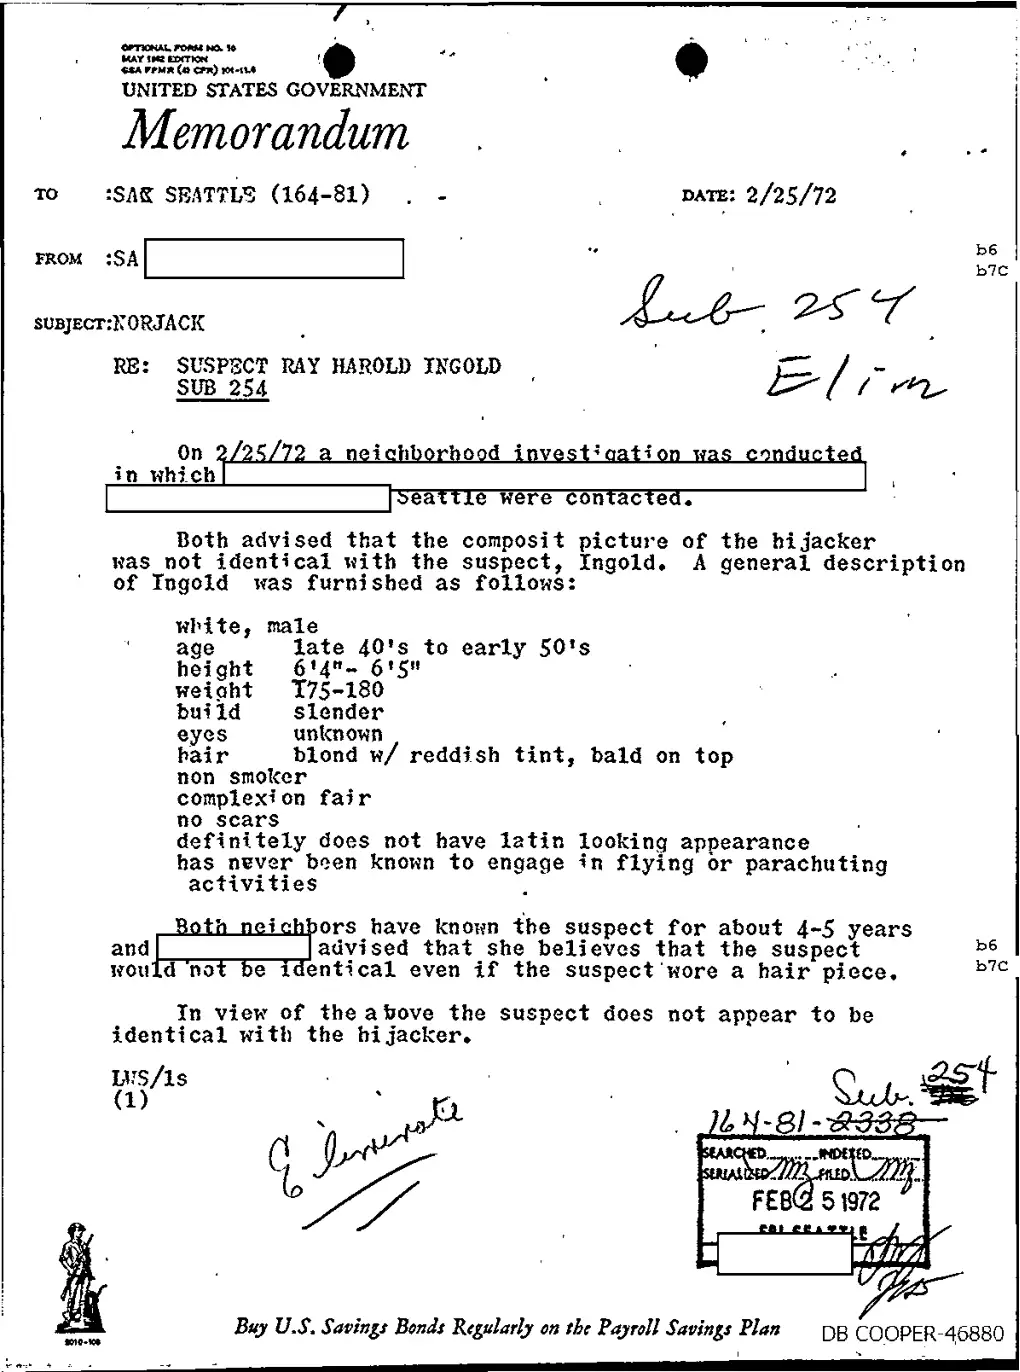 OPTIONAL FORM NO. 10
MAY 1962 EDITION
GSA FPMR (41 CFR) 101-11.6
UNITED STATES GOVERNMENT
Memorandum
TO :SAC SEATTLE (164-81) DATE: 2/25/72
FROM :SA
b6
b7C
Sub. 254
SUBJECT:NORJACK
Elim
RE: SUSPECT RAY HAROLD INGOLD
SUB 254
On 2/25/72 a neighborhood investigation was conducted
in which
Seattle were contacted.
Both advised that the composit picture of the hijacker
was not identical with the suspect, Ingold. A general description
of Ingold was furnished as follows:
white, male
age late 40's to early 50's
height 6'4"- 6'5"
weight 175-180
build slender
eyes unknown
hair blond w/ reddish tint, bald on top
non smoker
complexion fair
no scars
definitely does not have latin looking appearance
has never been known to engage in flying or parachuting
activities
Both neighbors have known the suspect for about 4-5 years
and advised that she believes that the suspect
would not be identical even if the suspect wore a hair piece.
b6
b7C
In view of the above the suspect does not appear to be
identical with the hijacker.
LWS/ls
(1)
Eliminate
Sub. 254
164-81-2338
SEARCHED INDEXED
SERIALIZED FILED
FEB 25 1972
FBI SEATTLE
5010-108
Buy U.S. Savings Bonds Regularly on the Payroll Savings Plan
DB COOPER-46880